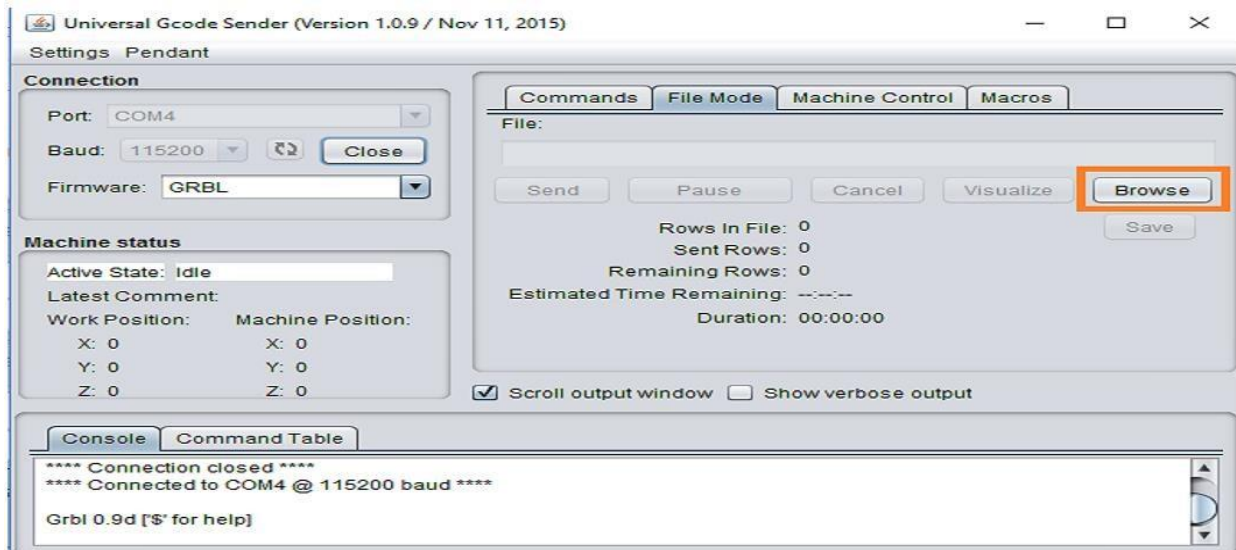 Universal Gcode Sender (Version 1.0.9 / Nov 11, 2015)
Settings Pendant
Connection
Port: COM4
Baud: 115200 Close
Firmware: GRBL
Machine status
Active State: Idle
Latest Comment:
Work Position: Machine Position:
X: 0 X: 0
Y: 0 Y: 0
Z: 0 Z: 0
Commands File Mode Machine Control Macros
File:
Send Pause Cancel Visualize Browse
Rows In File: 0 Save
Sent Rows: 0
Remaining Rows: 0
Estimated Time Remaining: --:--:--
Duration: 00:00:00
Scroll output window Show verbose output
Console Command Table
**** Connection closed ****
**** Connected to COM4 @ 115200 baud ****
Grbl 0.9d ['$' for help]